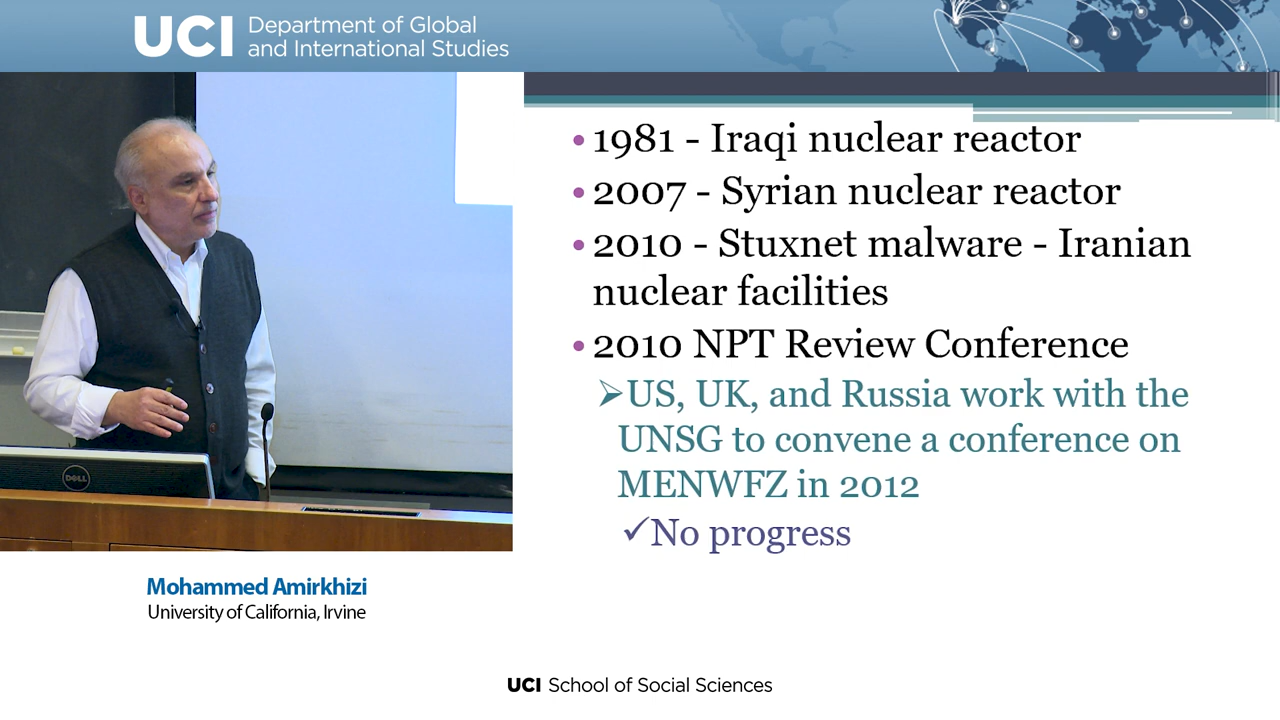 UCI Department of Global
and International Studies
• 1981 - Iraqi nuclear reactor
• 2007 - Syrian nuclear reactor
• 2010 - Stuxnet malware - Iranian
nuclear facilities
• 2010 NPT Review Conference
➢US, UK, and Russia work with the
UNSG to convene a conference on
MENWFZ in 2012
✓No progress
DELL
Mohammed Amirkhizi
University of California, Irvine
UCI School of Social Sciences